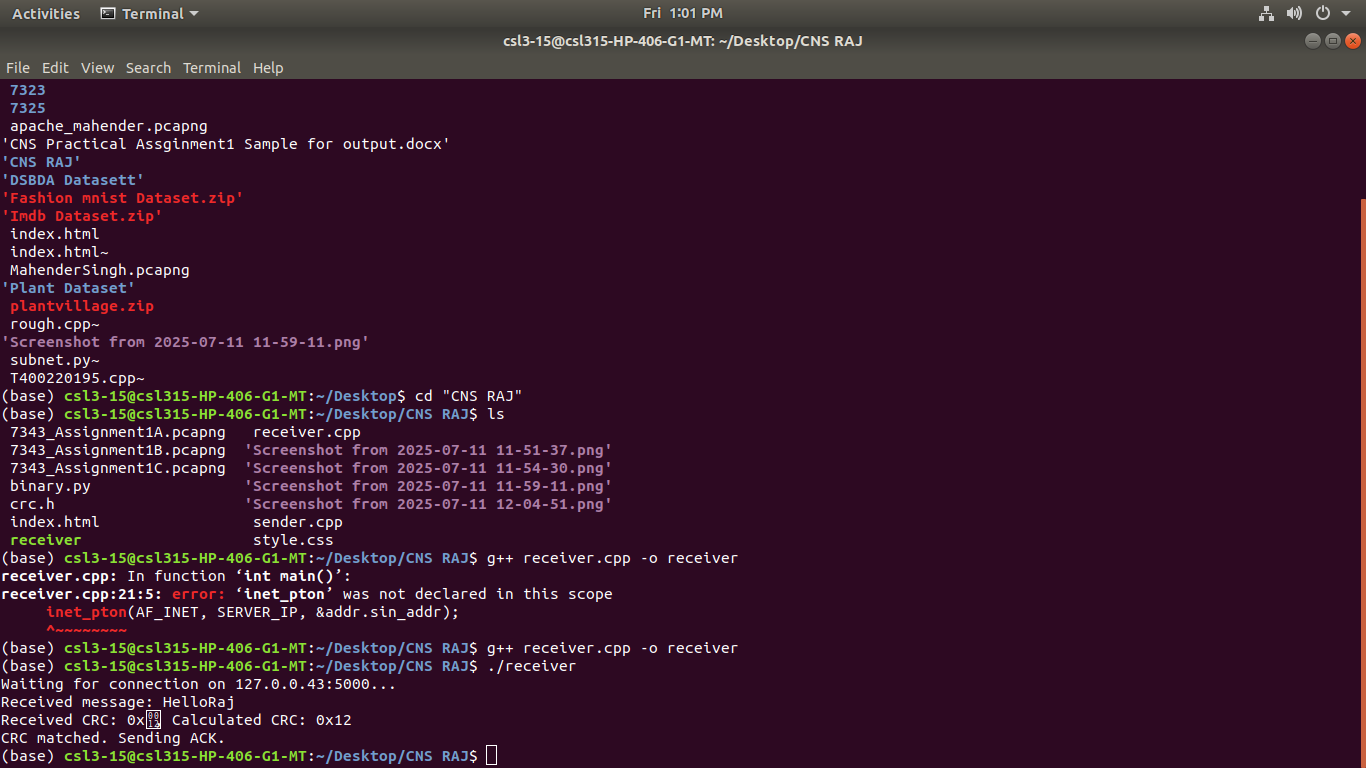 Activities Terminal Fri 1:01 PM
csl3-15@csl315-HP-406-G1-MT: ~/Desktop/CNS RAJ
File Edit View Search Terminal Help
7323
7325
apache_mahender.pcapng
'CNS Practical Assginment1 Sample for output.docx'
'CNS RAJ'
'DSBDA Datasett'
'Fashion mnist Dataset.zip'
'Imdb Dataset.zip'
index.html
index.html~
MahenderSingh.pcapng
'Plant Dataset'
plantvillage.zip
rough.cpp~
'Screenshot from 2025-07-11 11-59-11.png'
subnet.py~
T400220195.cpp~
(base) csl3-15@csl315-HP-406-G1-MT:~/Desktop$ cd "CNS RAJ"
(base) csl3-15@csl315-HP-406-G1-MT:~/Desktop/CNS RAJ$ ls
7343_Assignment1A.pcapng receiver.cpp
7343_Assignment1B.pcapng 'Screenshot from 2025-07-11 11-51-37.png'
7343_Assignment1C.pcapng 'Screenshot from 2025-07-11 11-54-30.png'
binary.py 'Screenshot from 2025-07-11 11-59-11.png'
crc.h 'Screenshot from 2025-07-11 12-04-51.png'
index.html sender.cpp
receiver style.css
(base) csl3-15@csl315-HP-406-G1-MT:~/Desktop/CNS RAJ$ g++ receiver.cpp -o receiver
receiver.cpp: In function ‘int main()’:
receiver.cpp:21:5: error: ‘inet_pton’ was not declared in this scope
inet_pton(AF_INET, SERVER_IP, &addr.sin_addr);
^~~~~~~~~
(base) csl3-15@csl315-HP-406-G1-MT:~/Desktop/CNS RAJ$ g++ receiver.cpp -o receiver
(base) csl3-15@csl315-HP-406-G1-MT:~/Desktop/CNS RAJ$ ./receiver
Waiting for connection on 127.0.0.43:5000...
Received message: HelloRaj
Received CRC: 0x Calculated CRC: 0x12
CRC matched. Sending ACK.
(base) csl3-15@csl315-HP-406-G1-MT:~/Desktop/CNS RAJ$